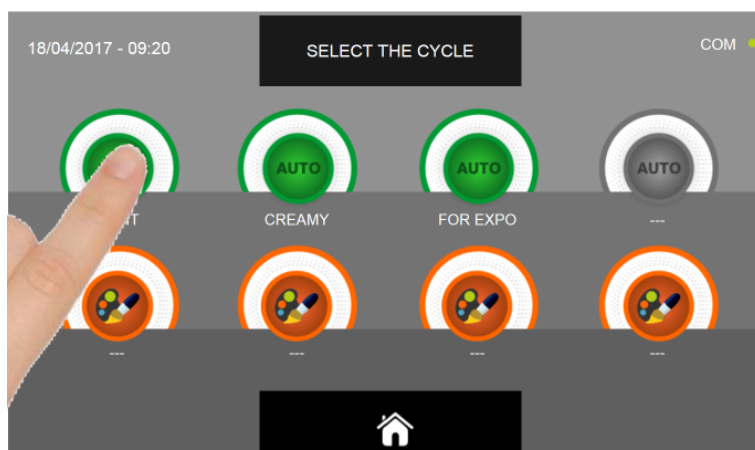 18/04/2017 - 09:20
SELECT THE CYCLE
COM
AUTO
AUTO
AUTO
CREAMY
FOR EXPO
---
---
---
---
---